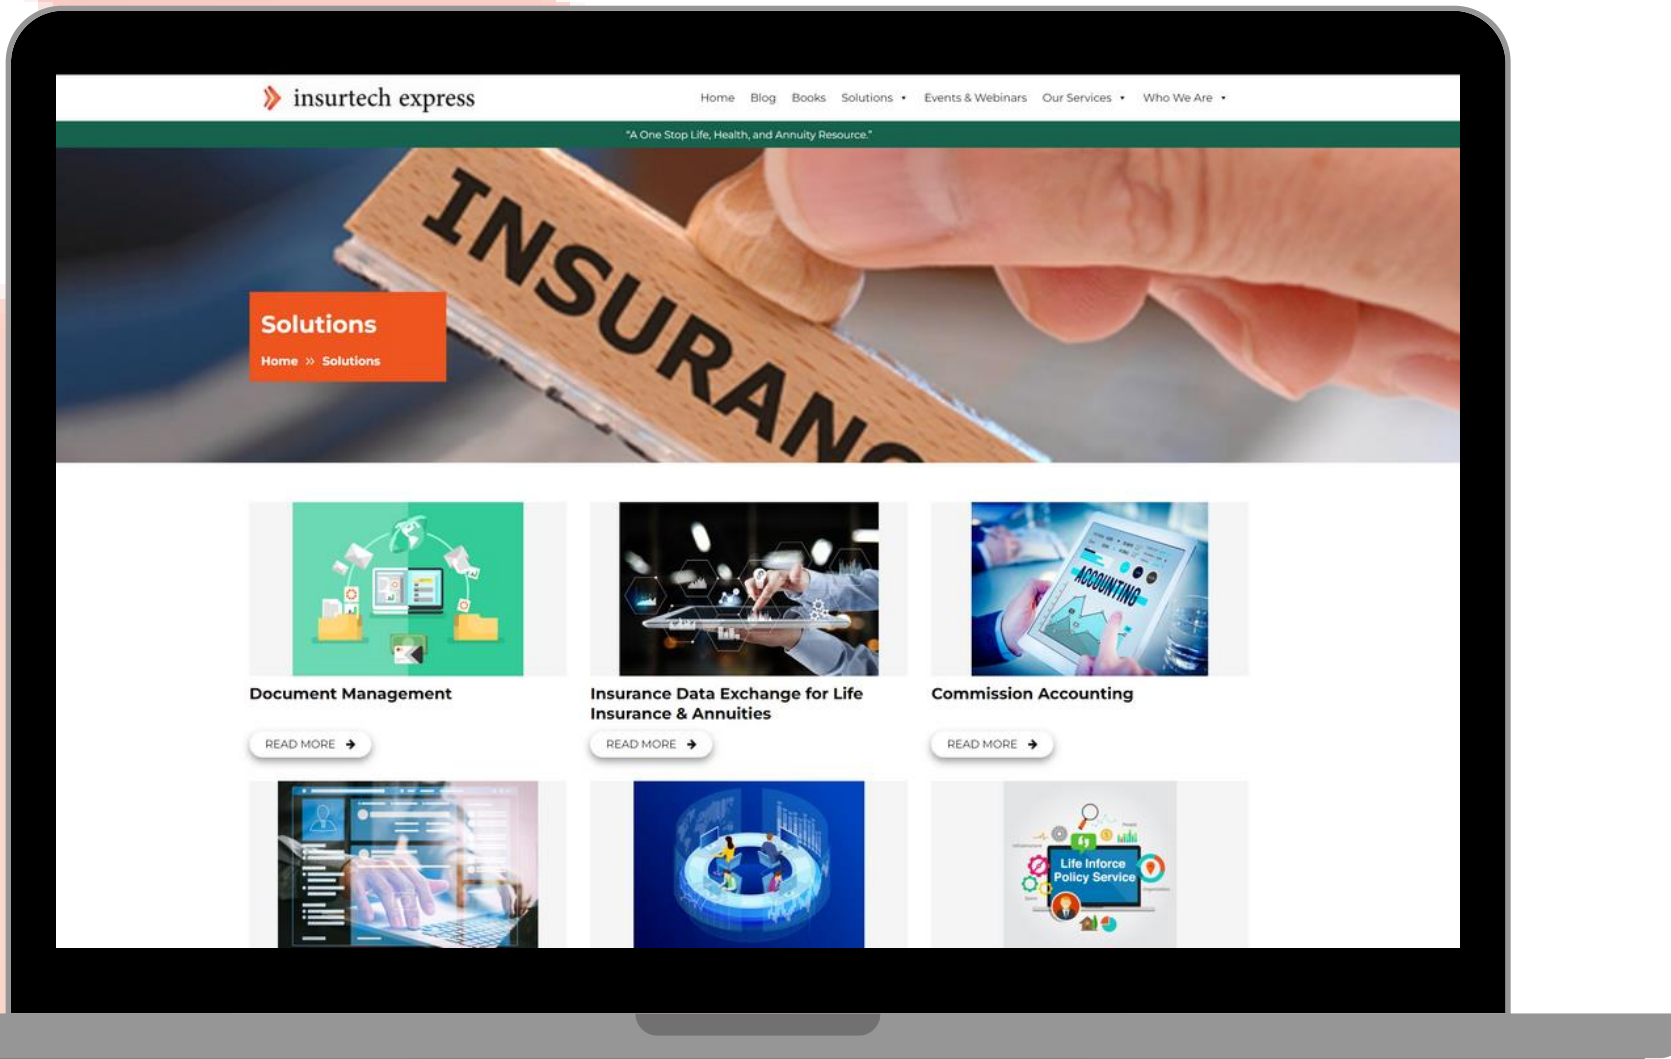 insurtech express
Home Blog Books Solutions Events & Webinars Our Services Who We Are
"A One Stop Life, Health, and Annuity Resource."
INSURANC
Solutions
Home » Solutions
ACCOUNTING
Document Management
Insurance Data Exchange for Life
Insurance & Annuities
Commission Accounting
READ MORE
READ MORE
READ MORE
Life Inforce
Policy Service